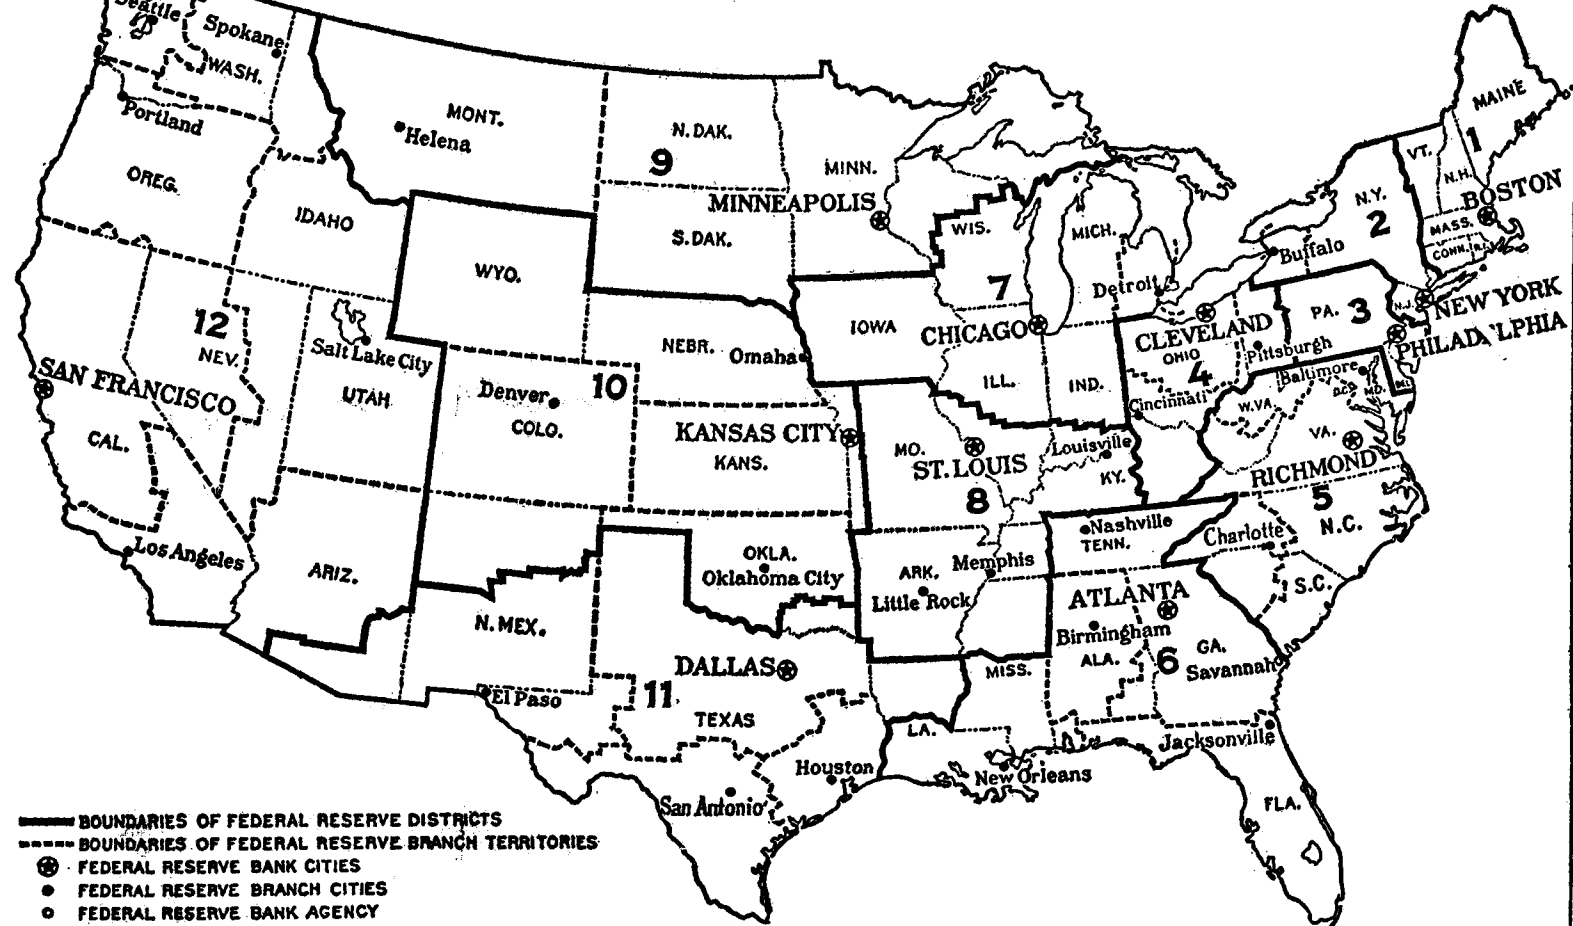 Seattle
Spokane
WASH.
Portland
OREG.
IDAHO
MONT.
Helena
N. DAK.
9
S. DAK.
MINN.
MINNEAPOLIS
WYO.
WIS.
MICH.
7
Detroit
MAINE
1
VT.
N.H.
BOSTON
MASS.
CONN.
R.I.
N.Y.
2
Buffalo
NEW YORK
N.J.
PA.
3
PHILADELPHIA
DEL.
Pittsburgh
CLEVELAND
OHIO
4
Cincinnati
Baltimore
D.C.
MD.
W.VA.
VA.
RICHMOND
5
N.C.
Charlotte
S.C.
12
NEV.
Salt Lake City
UTAH
SAN FRANCISCO
CAL.
Los Angeles
ARIZ.
Denver
COLO.
10
NEBR.
Omaha
IOWA
CHICAGO
ILL.
IND.
KANSAS CITY
KANS.
MO.
ST. LOUIS
8
Louisville
KY.
Nashville
TENN.
Memphis
ARK.
Little Rock
OKLA.
Oklahoma City
N. MEX.
El Paso
DALLAS
11
TEXAS
Houston
San Antonio
LA.
New Orleans
MISS.
ATLANTA
Birmingham
ALA.
6
GA.
Savannah
Jacksonville
FLA.
BOUNDARIES OF FEDERAL RESERVE DISTRICTS
BOUNDARIES OF FEDERAL RESERVE BRANCH TERRITORIES
FEDERAL RESERVE BANK CITIES
FEDERAL RESERVE BRANCH CITIES
FEDERAL RESERVE BANK AGENCY